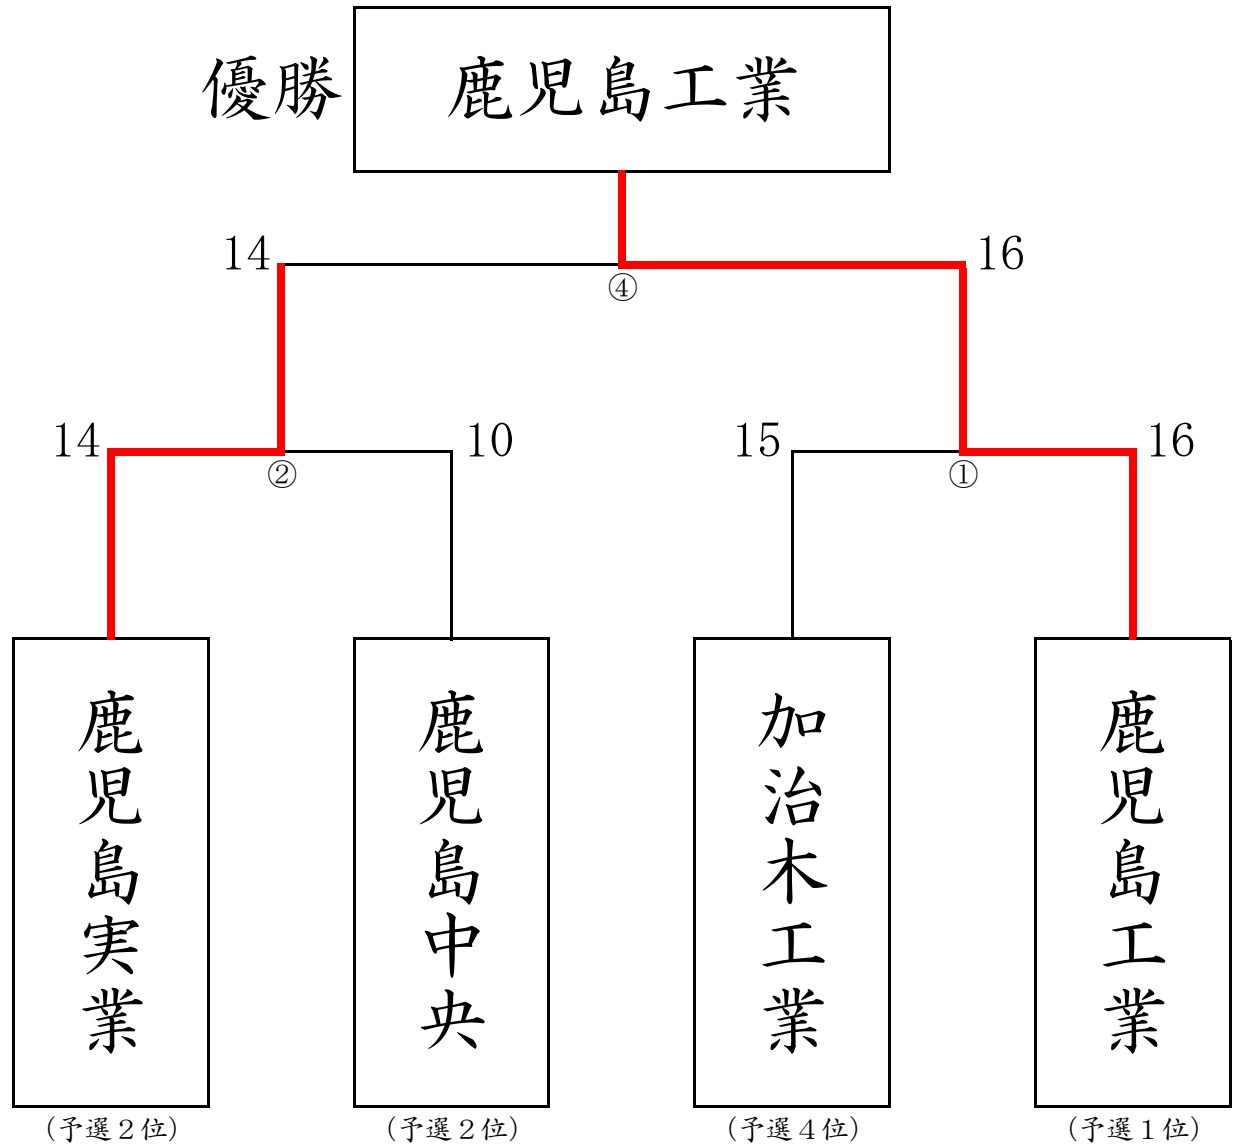 優勝 鹿児島工業
14 16
④
14 10 15 16
② ①
鹿児島実業
鹿児島中央
加治木工業
鹿児島工業
(予選２位) (予選２位) (予選４位) (予選１位)